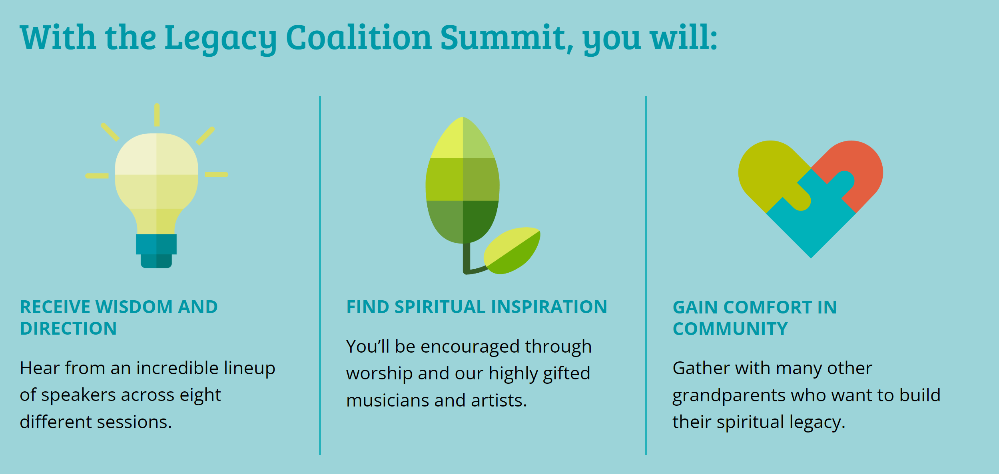 With the Legacy Coalition Summit, you will:
RECEIVE WISDOM AND
DIRECTION
Hear from an incredible lineup
of speakers across eight
different sessions.
FIND SPIRITUAL INSPIRATION
You’ll be encouraged through
worship and our highly gifted
musicians and artists.
GAIN COMFORT IN
COMMUNITY
Gather with many other
grandparents who want to build
their spiritual legacy.